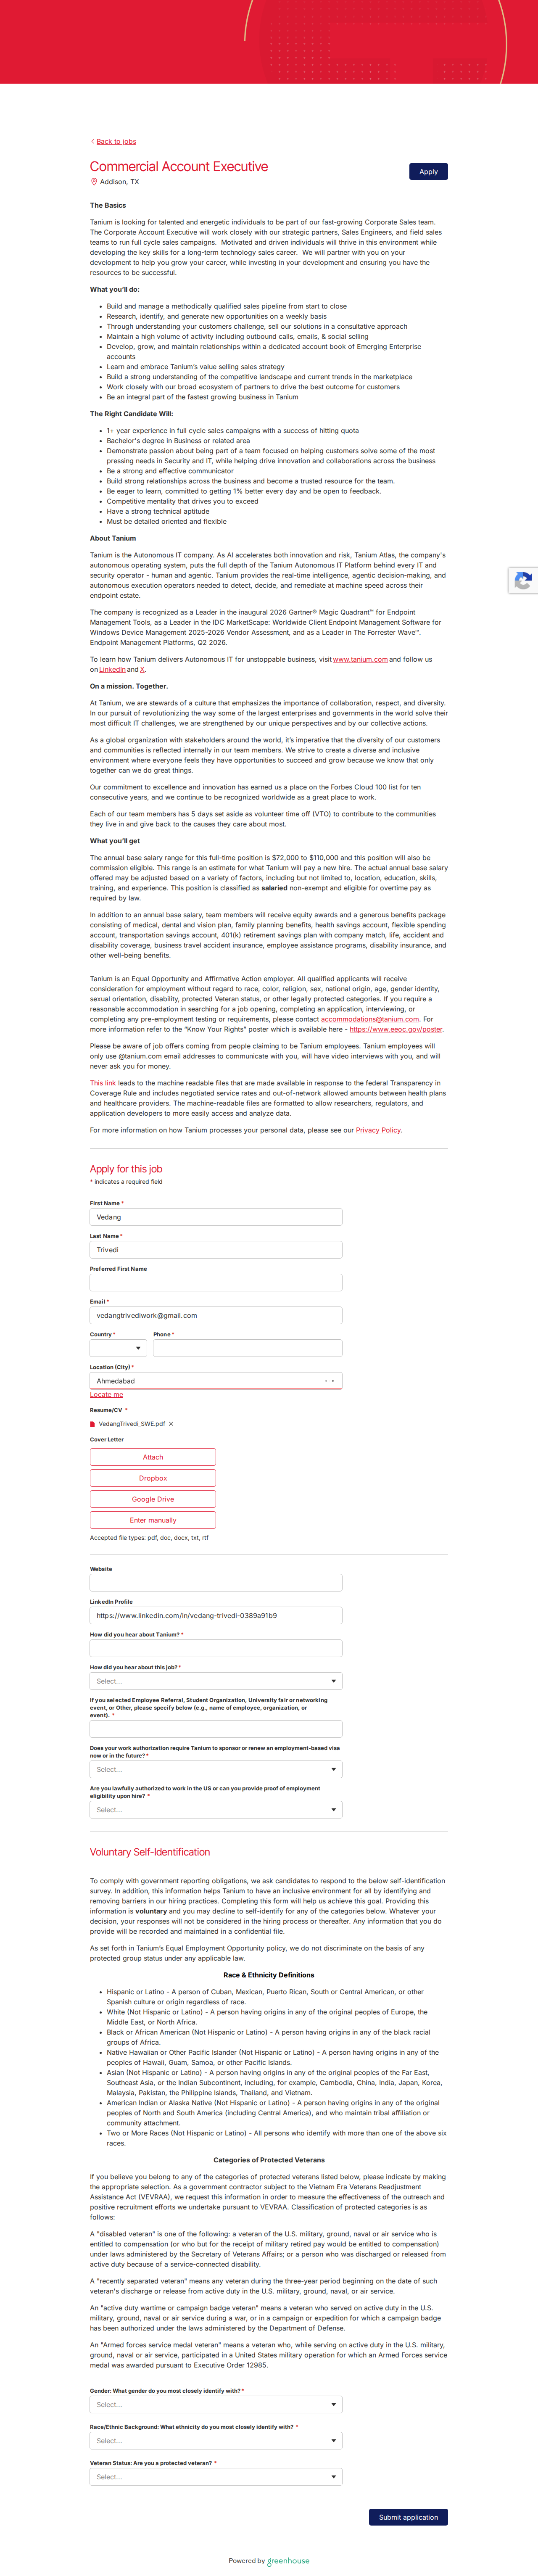 Back to jobs
Commercial Account Executive
Apply
Addison, TX
The Basics
Tanium is looking for talented and energetic individuals to be part of our fast-growing Corporate Sales team.
The Corporate Account Executive will work closely with our strategic partners, Sales Engineers, and field sales
teams to run full cycle sales campaigns.  Motivated and driven individuals will thrive in this environment while
developing the key skills for a long-term technology sales career.  We will partner with you on your
development to help you grow your career, while investing in your development and ensuring you have the
resources to be successful.
What you'll do:
Build and manage a methodically qualified sales pipeline from start to close
Research, identify, and generate new opportunities on a weekly basis
Through understanding your customers challenge, sell our solutions in a consultative approach
Maintain a high volume of activity including outbound calls, emails, & social selling
Develop, grow, and maintain relationships within a dedicated account book of Emerging Enterprise
accounts
Learn and embrace Tanium's value selling sales strategy
Build a strong understanding of the competitive landscape and current trends in the marketplace
Work closely with our broad ecosystem of partners to drive the best outcome for customers
Be an integral part of the fastest growing business in Tanium
The Right Candidate Will:
1+ year experience in full cycle sales campaigns with a success of hitting quota
Bachelor's degree in Business or related area
Demonstrate passion about being part of a team focused on helping customers solve some of the most
pressing needs in Security and IT, while helping drive innovation and collaborations across the business
Be a strong and effective communicator
Build strong relationships across the business and become a trusted resource for the team.
Be eager to learn, committed to getting 1% better every day and be open to feedback.
Competitive mentality that drives you to exceed
Have a strong technical aptitude
Must be detailed oriented and flexible
About Tanium
Tanium is the Autonomous IT company. As AI accelerates both innovation and risk, Tanium Atlas, the company's
autonomous operating system, puts the full depth of the Tanium Autonomous IT Platform behind every IT and
security operator - human and agentic. Tanium provides the real-time intelligence, agentic decision-making, and
autonomous execution operators needed to detect, decide, and remediate at machine speed across their
endpoint estate.
The company is recognized as a Leader in the inaugural 2026 Gartner® Magic Quadrant™ for Endpoint
Management Tools, as a Leader in the IDC MarketScape: Worldwide Client Endpoint Management Software for
Windows Device Management 2025-2026 Vendor Assessment, and as a Leader in The Forrester Wave™.
Endpoint Management Platforms, Q2 2026.
To learn how Tanium delivers Autonomous IT for unstoppable business, visit www.tanium.com and follow us
on LinkedIn and X.
On a mission. Together.
At Tanium, we are stewards of a culture that emphasizes the importance of collaboration, respect, and diversity.
In our pursuit of revolutionizing the way some of the largest enterprises and governments in the world solve their
most difficult IT challenges, we are strengthened by our unique perspectives and by our collective actions.
As a global organization with stakeholders around the world, it's imperative that the diversity of our customers
and communities is reflected internally in our team members. We strive to create a diverse and inclusive
environment where everyone feels they have opportunities to succeed and grow because we know that only
together can we do great things.
Our commitment to excellence and innovation has earned us a place on the Forbes Cloud 100 list for ten
consecutive years, and we continue to be recognized worldwide as a great place to work.
Each of our team members has 5 days set aside as volunteer time off (VTO) to contribute to the communities
they live in and give back to the causes they care about most.
What you'll get
The annual base salary range for this full-time position is $72,000 to $110,000 and this position will also be
commission eligible. This range is an estimate for what Tanium will pay a new hire. The actual annual base salary
offered may be adjusted based on a variety of factors, including but not limited to, location, education, skills,
training, and experience. This position is classified as salaried non-exempt and eligible for overtime pay as
required by law.
In addition to an annual base salary, team members will receive equity awards and a generous benefits package
consisting of medical, dental and vision plan, family planning benefits, health savings account, flexible spending
account, transportation savings account, 401(k) retirement savings plan with company match, life, accident and
disability coverage, business travel accident insurance, employee assistance programs, disability insurance, and
other well-being benefits.
Tanium is an Equal Opportunity and Affirmative Action employer. All qualified applicants will receive
consideration for employment without regard to race, color, religion, sex, national origin, age, gender identity,
sexual orientation, disability, protected Veteran status, or other legally protected categories. If you require a
reasonable accommodation in searching for a job opening, completing an application, interviewing, or
completing any pre-employment testing or requirements, please contact accommodations@tanium.com. For
more information refer to the "Know Your Rights" poster which is available here - https://www.eeoc.gov/poster.
Please be aware of job offers coming from people claiming to be Tanium employees. Tanium employees will
only use @tanium.com email addresses to communicate with you, will have video interviews with you, and will
never ask you for money.
This link leads to the machine readable files that are made available in response to the federal Transparency in
Coverage Rule and includes negotiated service rates and out-of-network allowed amounts between health plans
and healthcare providers. The machine-readable files are formatted to allow researchers, regulators, and
application developers to more easily access and analyze data.
For more information on how Tanium processes your personal data, please see our Privacy Policy.
Apply for this job
* indicates a required field
First Name *
Vedang
Last Name *
Trivedi
Preferred First Name
Email *
vedangtrivediwork@gmail.com
Country * Phone *
Location (City) *
Ahmedabad
Locate me
Resume/CV *
VedangTrivedi_SWE.pdf
Cover Letter
Attach
Dropbox
Google Drive
Enter manually
Accepted file types: pdf, doc, docx, txt, rtf
Website
LinkedIn Profile
https://www.linkedin.com/in/vedang-trivedi-0389a91b9
How did you hear about Tanium? *
How did you hear about this job? *
Select...
If you selected Employee Referral, Student Organization, University fair or networking
event, or Other, please specify below (e.g., name of employee, organization, or
event). *
Does your work authorization require Tanium to sponsor or renew an employment-based visa
now or in the future? *
Select...
Are you lawfully authorized to work in the US or can you provide proof of employment
eligibility upon hire? *
Select...
Voluntary Self-Identification
To comply with government reporting obligations, we ask candidates to respond to the below self-identification
survey. In addition, this information helps Tanium to have an inclusive environment for all by identifying and
removing barriers in our hiring practices. Completing this form will help us achieve this goal. Providing this
information is voluntary and you may decline to self-identify for any of the categories below. Whatever your
decision, your responses will not be considered in the hiring process or thereafter. Any information that you do
provide will be recorded and maintained in a confidential file.
As set forth in Tanium's Equal Employment Opportunity policy, we do not discriminate on the basis of any
protected group status under any applicable law.
Race & Ethnicity Definitions
Hispanic or Latino - A person of Cuban, Mexican, Puerto Rican, South or Central American, or other
Spanish culture or origin regardless of race.
White (Not Hispanic or Latino) - A person having origins in any of the original peoples of Europe, the
Middle East, or North Africa.
Black or African American (Not Hispanic or Latino) - A person having origins in any of the black racial
groups of Africa.
Native Hawaiian or Other Pacific Islander (Not Hispanic or Latino) - A person having origins in any of the
peoples of Hawaii, Guam, Samoa, or other Pacific Islands.
Asian (Not Hispanic or Latino) - A person having origins in any of the original peoples of the Far East,
Southeast Asia, or the Indian Subcontinent, including, for example, Cambodia, China, India, Japan, Korea,
Malaysia, Pakistan, the Philippine Islands, Thailand, and Vietnam.
American Indian or Alaska Native (Not Hispanic or Latino) - A person having origins in any of the original
peoples of North and South America (including Central America), and who maintain tribal affiliation or
community attachment.
Two or More Races (Not Hispanic or Latino) - All persons who identify with more than one of the above six
races.
Categories of Protected Veterans
If you believe you belong to any of the categories of protected veterans listed below, please indicate by making
the appropriate selection. As a government contractor subject to the Vietnam Era Veterans Readjustment
Assistance Act (VEVRAA), we request this information in order to measure the effectiveness of the outreach and
positive recruitment efforts we undertake pursuant to VEVRAA. Classification of protected categories is as
follows:
A "disabled veteran" is one of the following: a veteran of the U.S. military, ground, naval or air service who is
entitled to compensation (or who but for the receipt of military retired pay would be entitled to compensation)
under laws administered by the Secretary of Veterans Affairs; or a person who was discharged or released from
active duty because of a service-connected disability.
A "recently separated veteran" means any veteran during the three-year period beginning on the date of such
veteran's discharge or release from active duty in the U.S. military, ground, naval, or air service.
An "active duty wartime or campaign badge veteran" means a veteran who served on active duty in the U.S.
military, ground, naval or air service during a war, or in a campaign or expedition for which a campaign badge
has been authorized under the laws administered by the Department of Defense.
An "Armed forces service medal veteran" means a veteran who, while serving on active duty in the U.S. military,
ground, naval or air service, participated in a United States military operation for which an Armed Forces service
medal was awarded pursuant to Executive Order 12985.
Gender: What gender do you most closely identify with? *
Select...
Race/Ethnic Background: What ethnicity do you most closely identify with? *
Select...
Veteran Status: Are you a protected veteran? *
Select...
Submit application
Powered by greenhouse